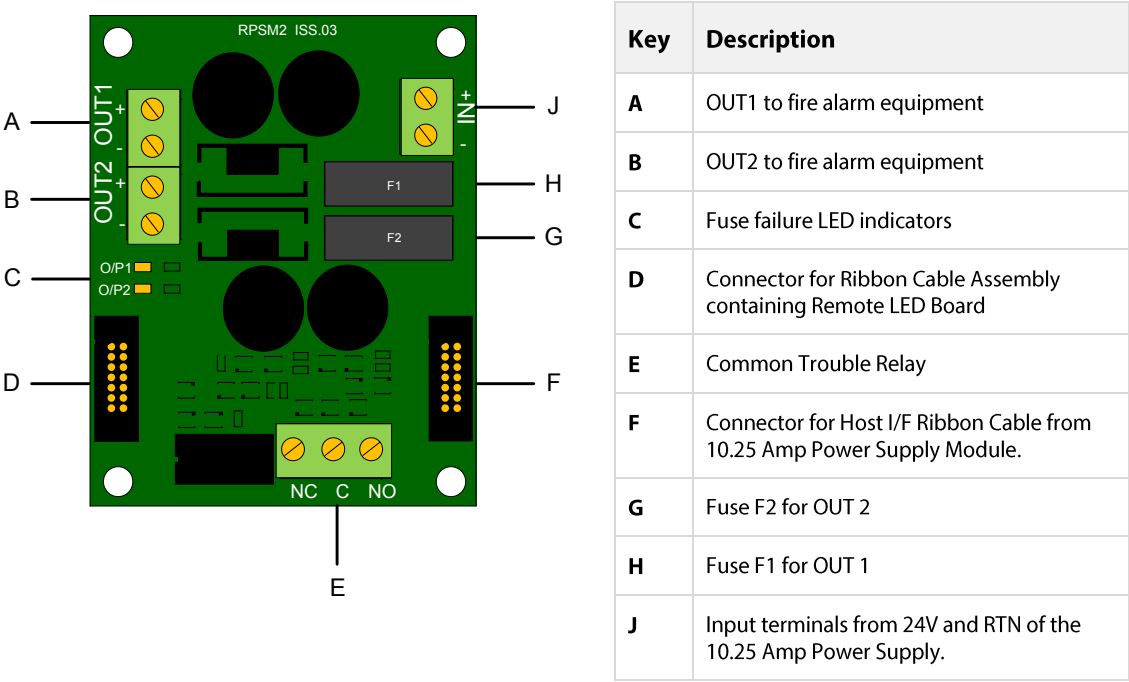 RPSM2 ISS.03
A
OUT1
+
-
B
OUT2
+
-
C
O/P1
O/P2
D
IN
+
-
J
F1
H
F2
G
F
NC C NO
E
Key Description
A OUT1 to fire alarm equipment
B OUT2 to fire alarm equipment
C Fuse failure LED indicators
D Connector for Ribbon Cable Assembly
containing Remote LED Board
E Common Trouble Relay
F Connector for Host I/F Ribbon Cable from
10.25 Amp Power Supply Module.
G Fuse F2 for OUT 2
H Fuse F1 for OUT 1
J Input terminals from 24V and RTN of the
10.25 Amp Power Supply.